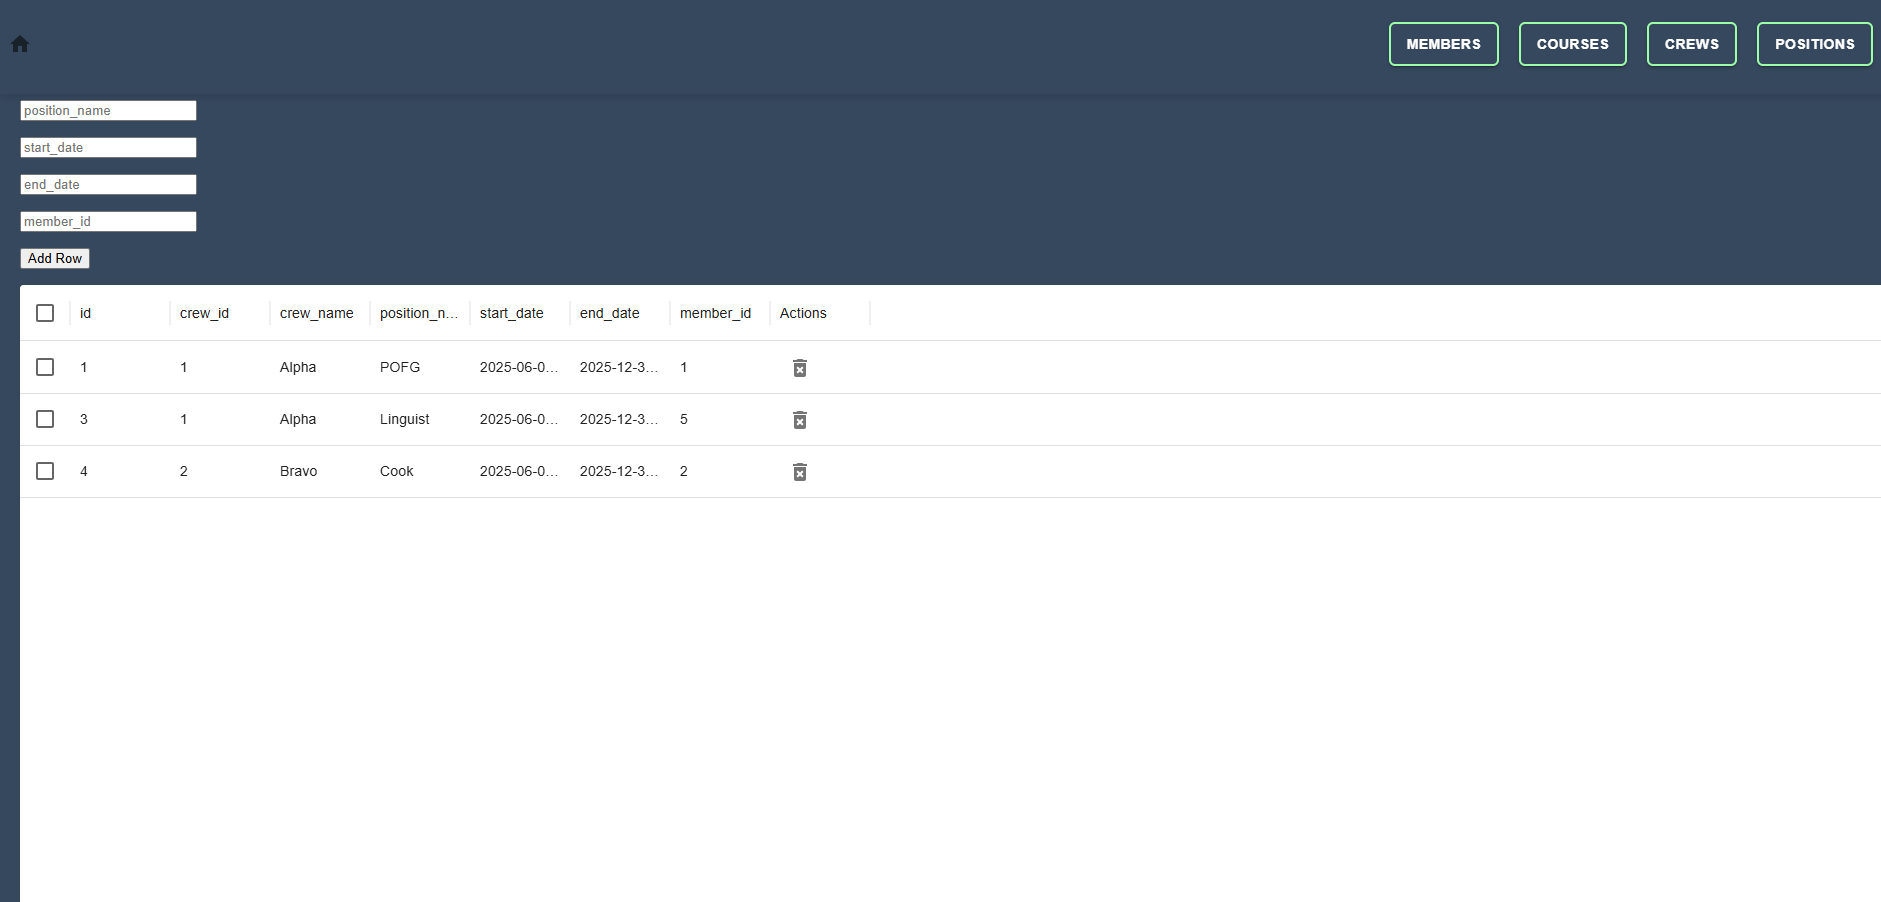 MEMBERS COURSES CREWS POSITIONS
position_name
start_date
end_date
member_id
Add Row
id crew_id crew_name position_n... start_date end_date member_id Actions
1 1 Alpha POFG 2025-06-0... 2025-12-3... 1
3 1 Alpha Linguist 2025-06-0... 2025-12-3... 5
4 2 Bravo Cook 2025-06-0... 2025-12-3... 2